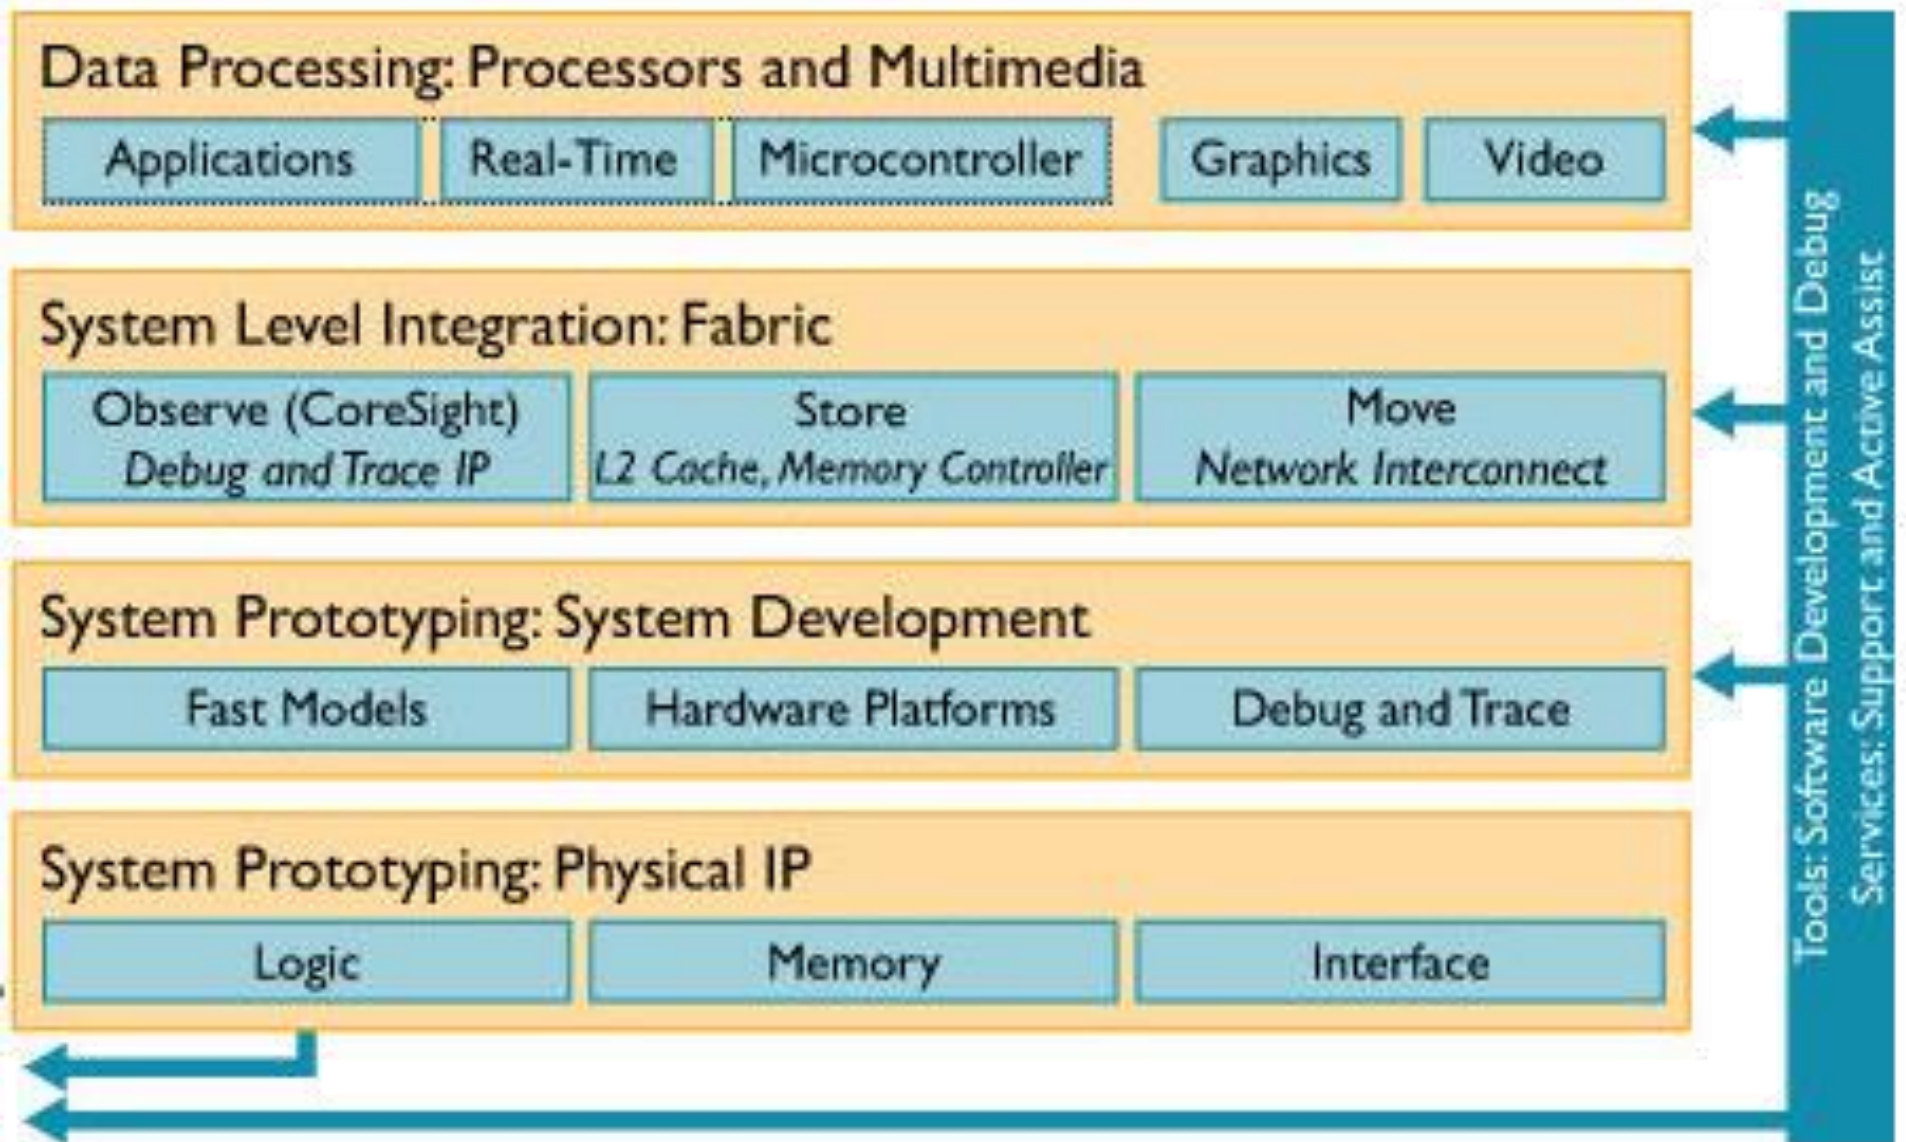 Data Processing: Processors and Multimedia
Applications
Real-Time
Microcontroller
Graphics
Video
System Level Integration: Fabric
Observe (CoreSight)
Debug and Trace IP
Store
L2 Cache, Memory Controller
Move
Network Interconnect
System Prototyping: System Development
Fast Models
Hardware Platforms
Debug and Trace
System Prototyping: Physical IP
Logic
Memory
Interface
Tools: Software Development and Debug
Services: Support and Active Assist